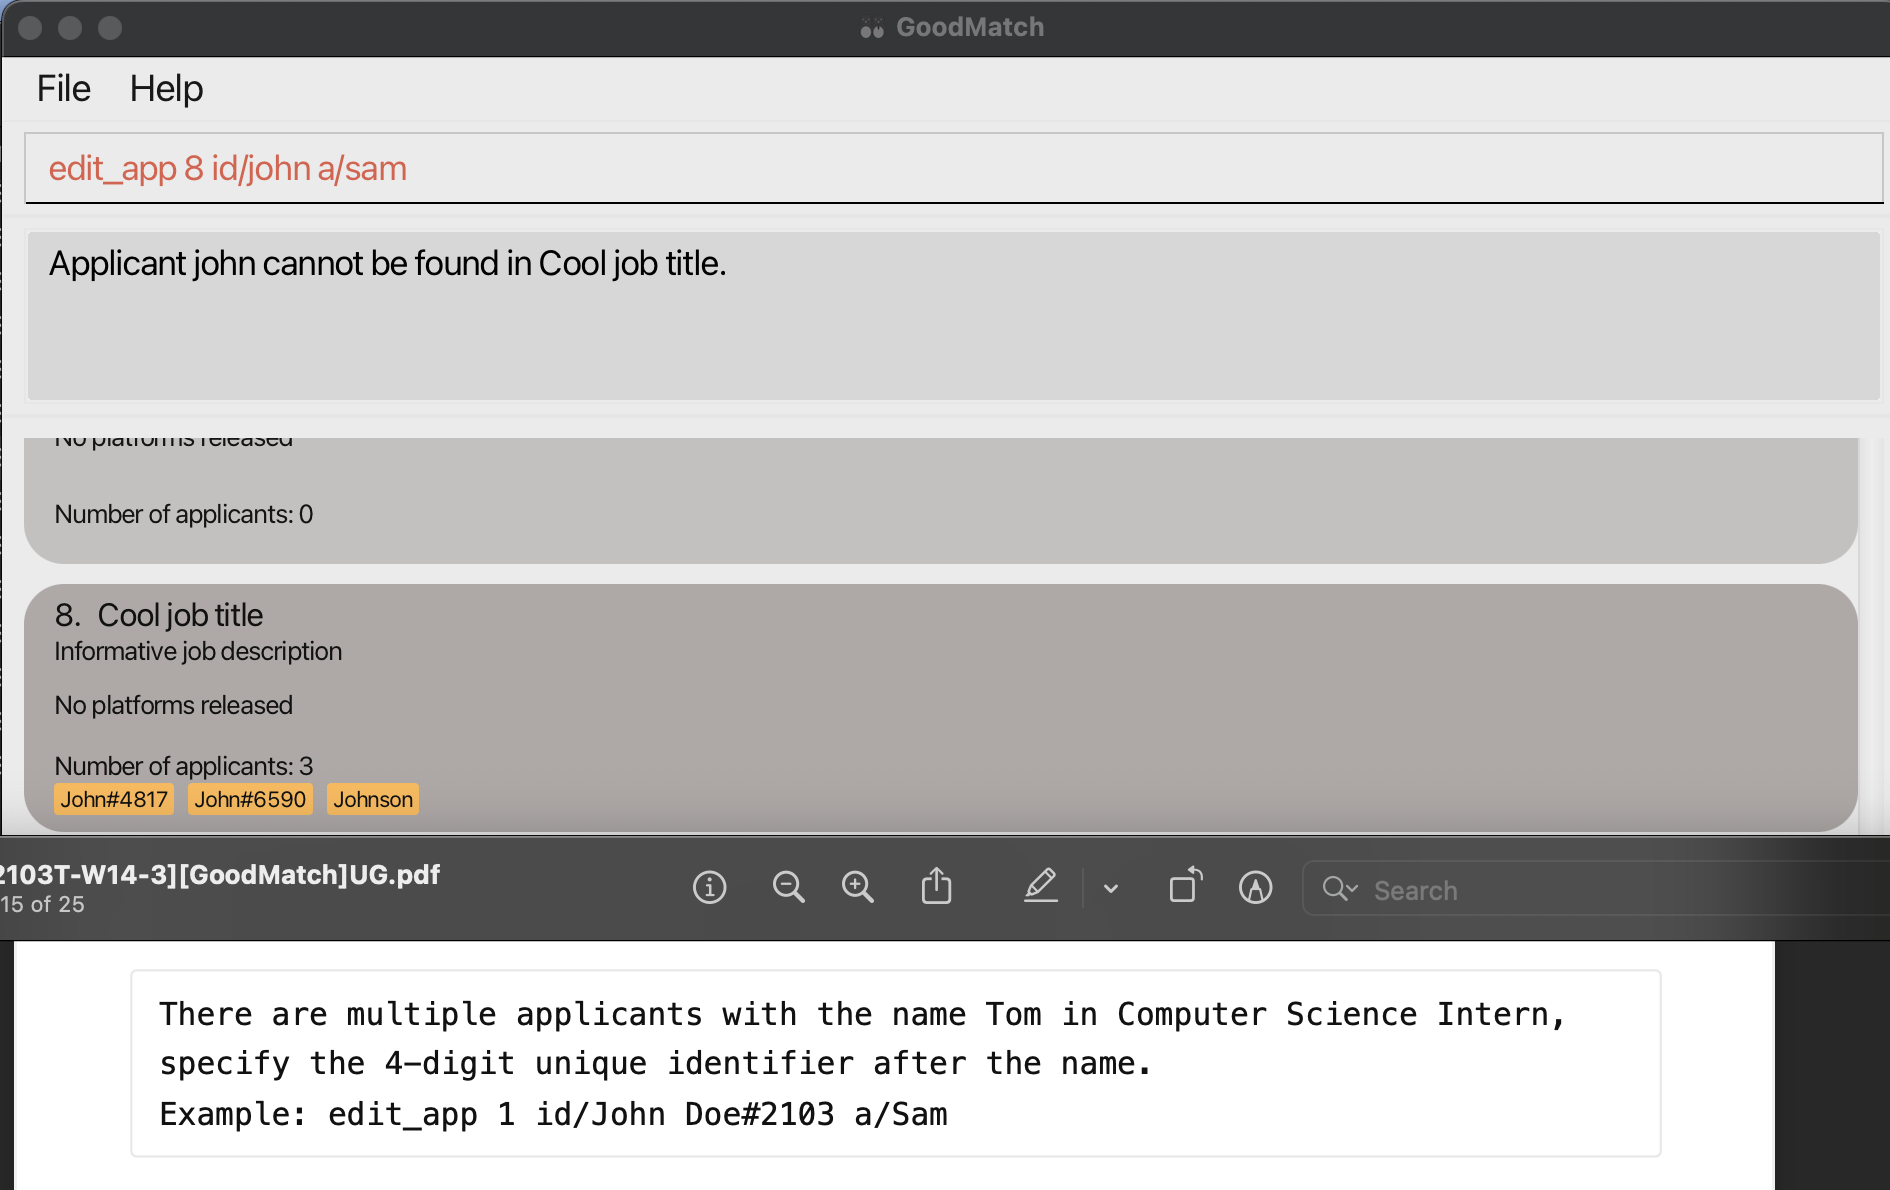 GoodMatch
File Help
edit_app 8 id/john a/sam
Applicant john cannot be found in Cool job title.
No platforms released
Number of applicants: 0
8. Cool job title
Informative job description
No platforms released
Number of applicants: 3
John#4817 John#6590 Johnson
2103T-W14-3][GoodMatch]UG.pdf
15 of 25
Search
There are multiple applicants with the name Tom in Computer Science Intern,
specify the 4-digit unique identifier after the name.
Example: edit_app 1 id/John Doe#2103 a/Sam